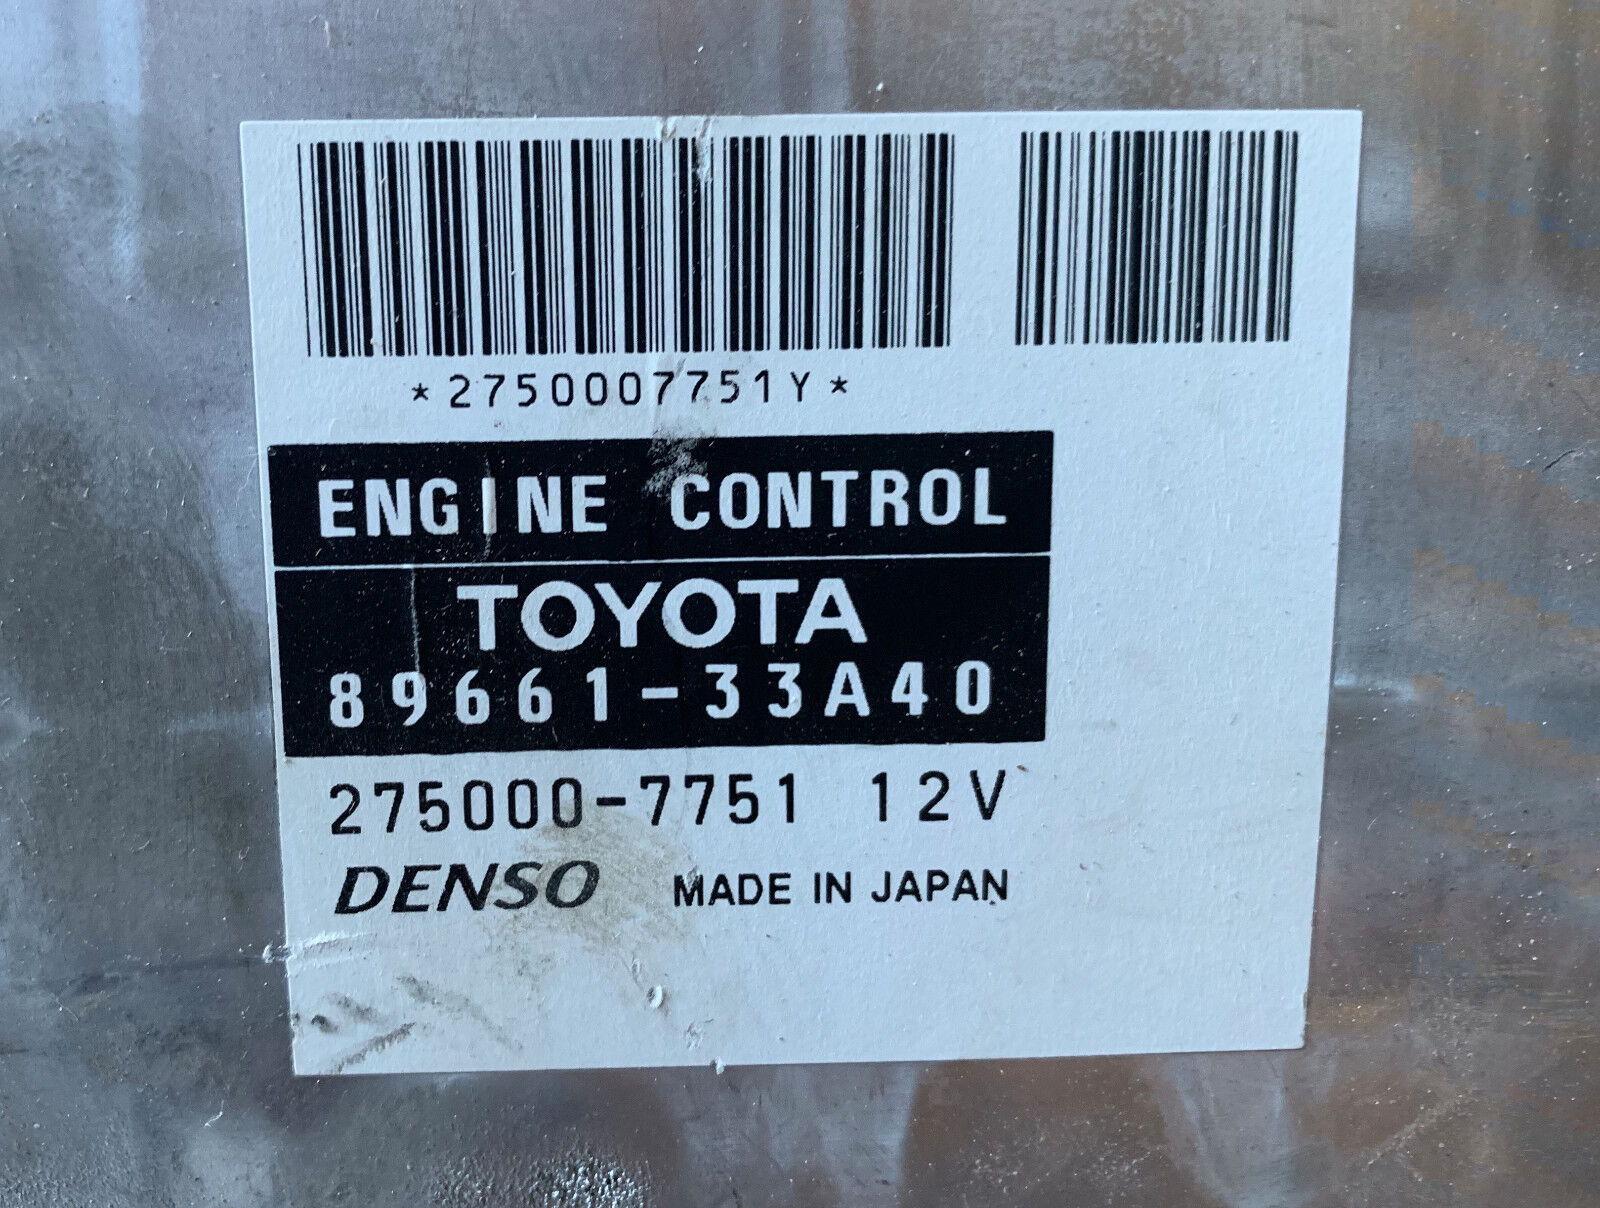 *2750007751Y*
ENGINE CONTROL
TOYOTA
89661-33A40
275000-7751 12V
DENSO MADE IN JAPAN